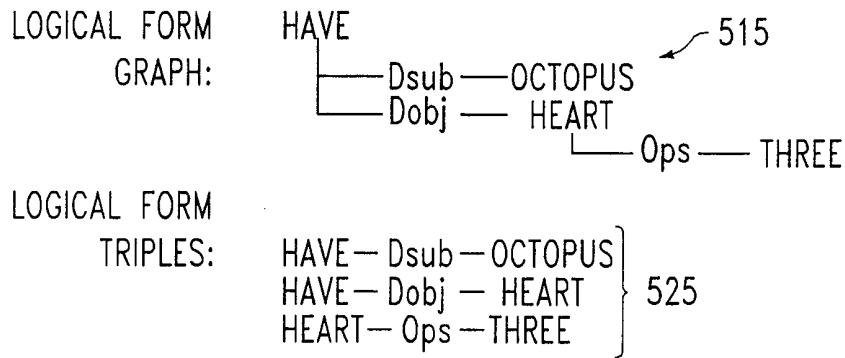 LOGICAL FORM HAVE 515
GRAPH: Dsub OCTOPUS
Dobj HEART
Ops THREE
LOGICAL FORM
TRIPLES: HAVE—Dsub—OCTOPUS
HAVE—Dobj—HEART 525
HEART—Ops—THREE